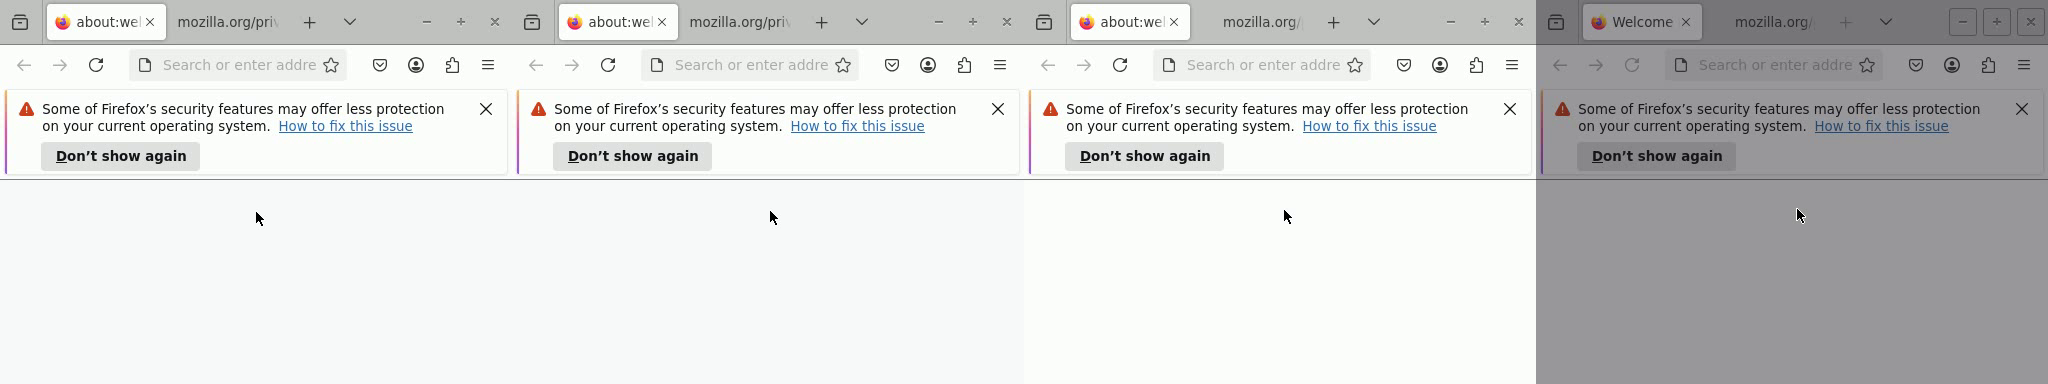 about:wel mozilla.org/priv
Search or enter addre
Some of Firefox’s security features may offer less protection
on your current operating system. How to fix this issue
Don’t show again
about:wel mozilla.org/priv
Search or enter addre
Some of Firefox’s security features may offer less protection
on your current operating system. How to fix this issue
Don’t show again
about:wel mozilla.org/
Search or enter addre
Some of Firefox’s security features may offer less protection
on your current operating system. How to fix this issue
Don’t show again
Welcome mozilla.org/
Search or enter addre
Some of Firefox’s security features may offer less protection
on your current operating system. How to fix this issue
Don’t show again